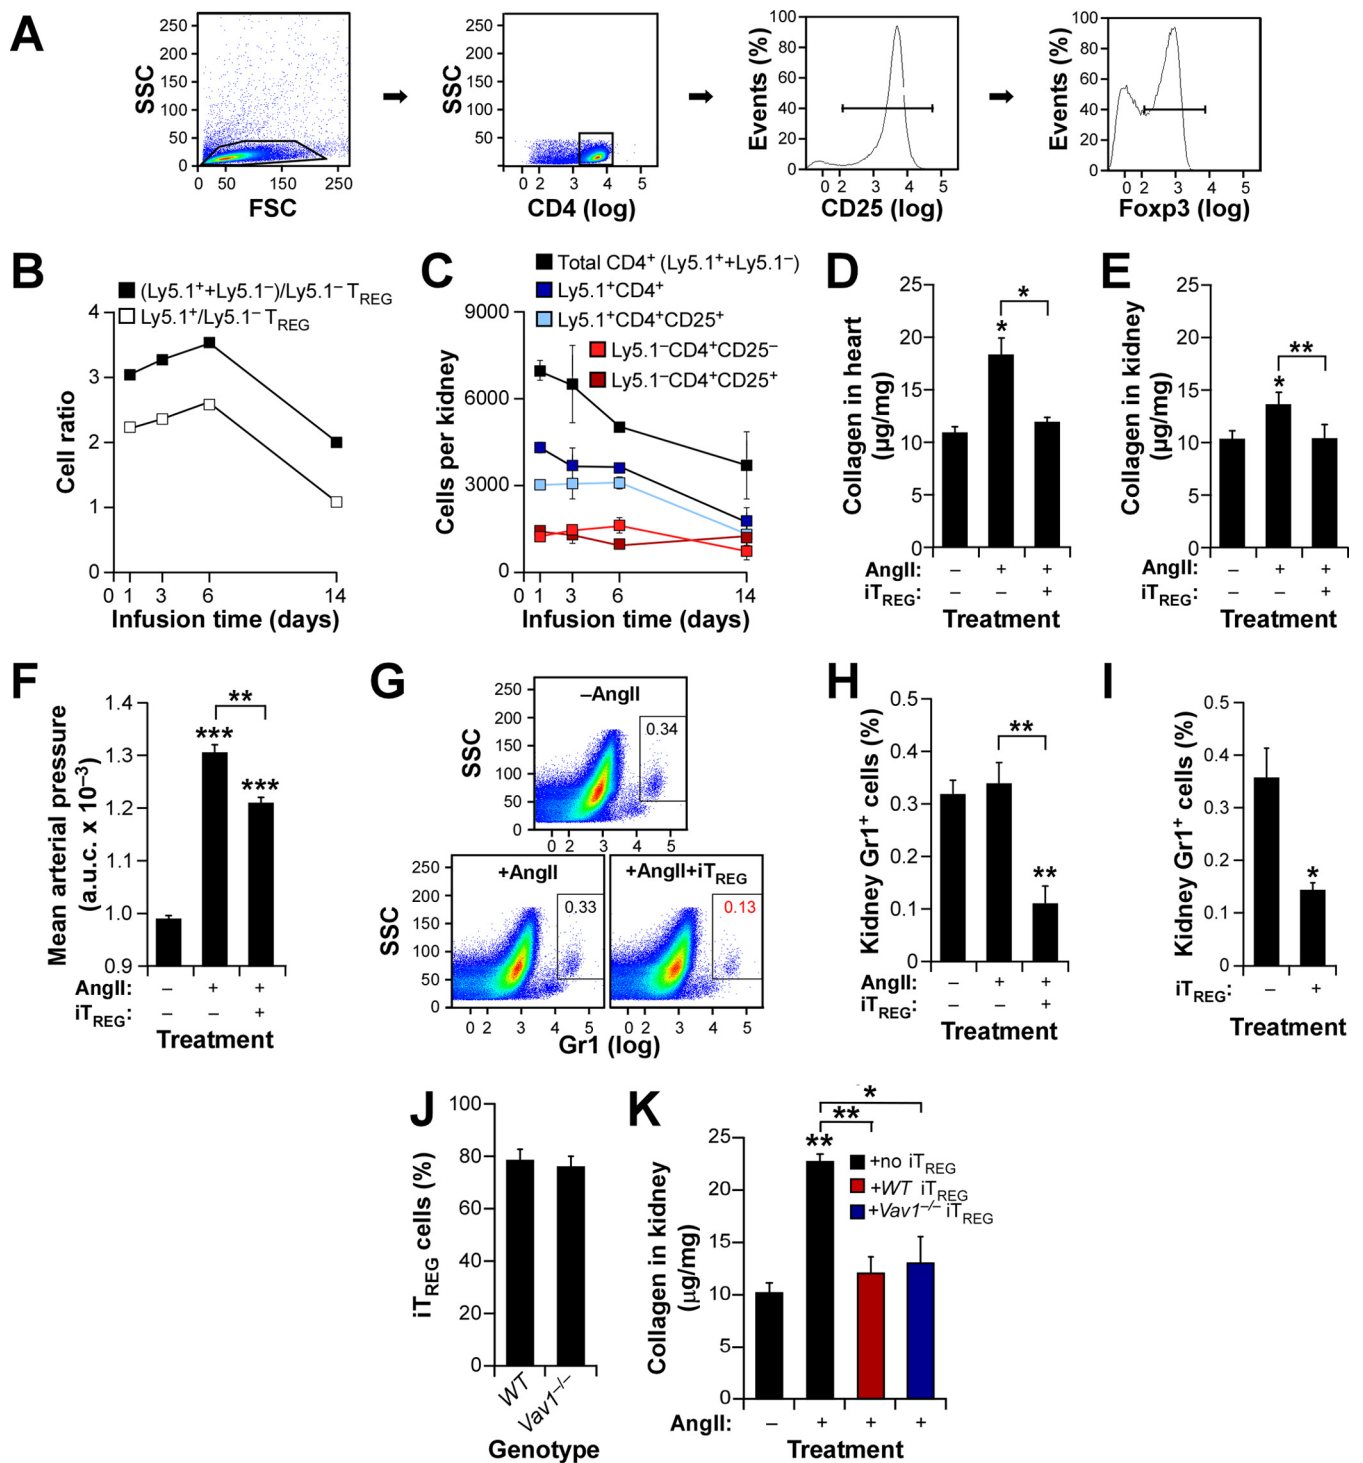 A
SSC
250
200
150
100
50
0
0 50 150 250
FSC
SSC
250
200
150
100
50
0
0 2 3 4 5
CD4 (log)
Events (%)
100
80
60
40
20
0
0 2 3 4 5
CD25 (log)
Events (%)
100
80
60
40
20
0
0 2 3 4 5
Foxp3 (log)
B
(Ly5.1⁺+Ly5.1⁻)/Ly5.1⁻ T_REG
Ly5.1⁺/Ly5.1⁻ T_REG
Cell ratio
4
3
2
1
0
0 1 3 6 14
Infusion time (days)
C
Total CD4⁺ (Ly5.1⁺+Ly5.1⁻)
Ly5.1⁺CD4⁺
Ly5.1⁺CD4⁺CD25⁺
Ly5.1⁻CD4⁺CD25⁻
Ly5.1⁻CD4⁺CD25⁺
Cells per kidney
9000
6000
3000
0
0 1 3 6 14
Infusion time (days)
D
Collagen in heart
(µg/mg)
25
20
15
10
5
0
*
*
AngII: – + +
iT_REG: – – +
Treatment
E
Collagen in kidney
(µg/mg)
25
20
15
10
5
0
**
*
AngII: – + +
iT_REG: – – +
Treatment
F
Mean arterial pressure
(a.u.c. x 10⁻³)
1.4
1.3
1.2
1.1
1.0
0.9
**
***
***
AngII: – + +
iT_REG: – – +
Treatment
G
–AngII
SSC
250
200
150
100
50
0
0.34
0 2 3 4 5
+AngII
SSC
250
200
150
100
50
0
0.33
0 2 3 4 5
+AngII+iT_REG
0.13
0 2 3 4 5
Gr1 (log)
H
Kidney Gr1⁺ cells (%)
0.5
0.4
0.3
0.2
0.1
0
**
**
AngII: – + +
iT_REG: – – +
Treatment
I
Kidney Gr1⁺ cells (%)
0.5
0.4
0.3
0.2
0.1
0
*
iT_REG: – +
Treatment
J
iT_REG cells (%)
100
80
60
40
20
0
WT
Vav1⁻/⁻
Genotype
K
Collagen in kidney
(µg/mg)
25
20
15
10
5
0
*
**
**
+no iT_REG
+WT iT_REG
+Vav1⁻/⁻ iT_REG
AngII: – + + +
Treatment